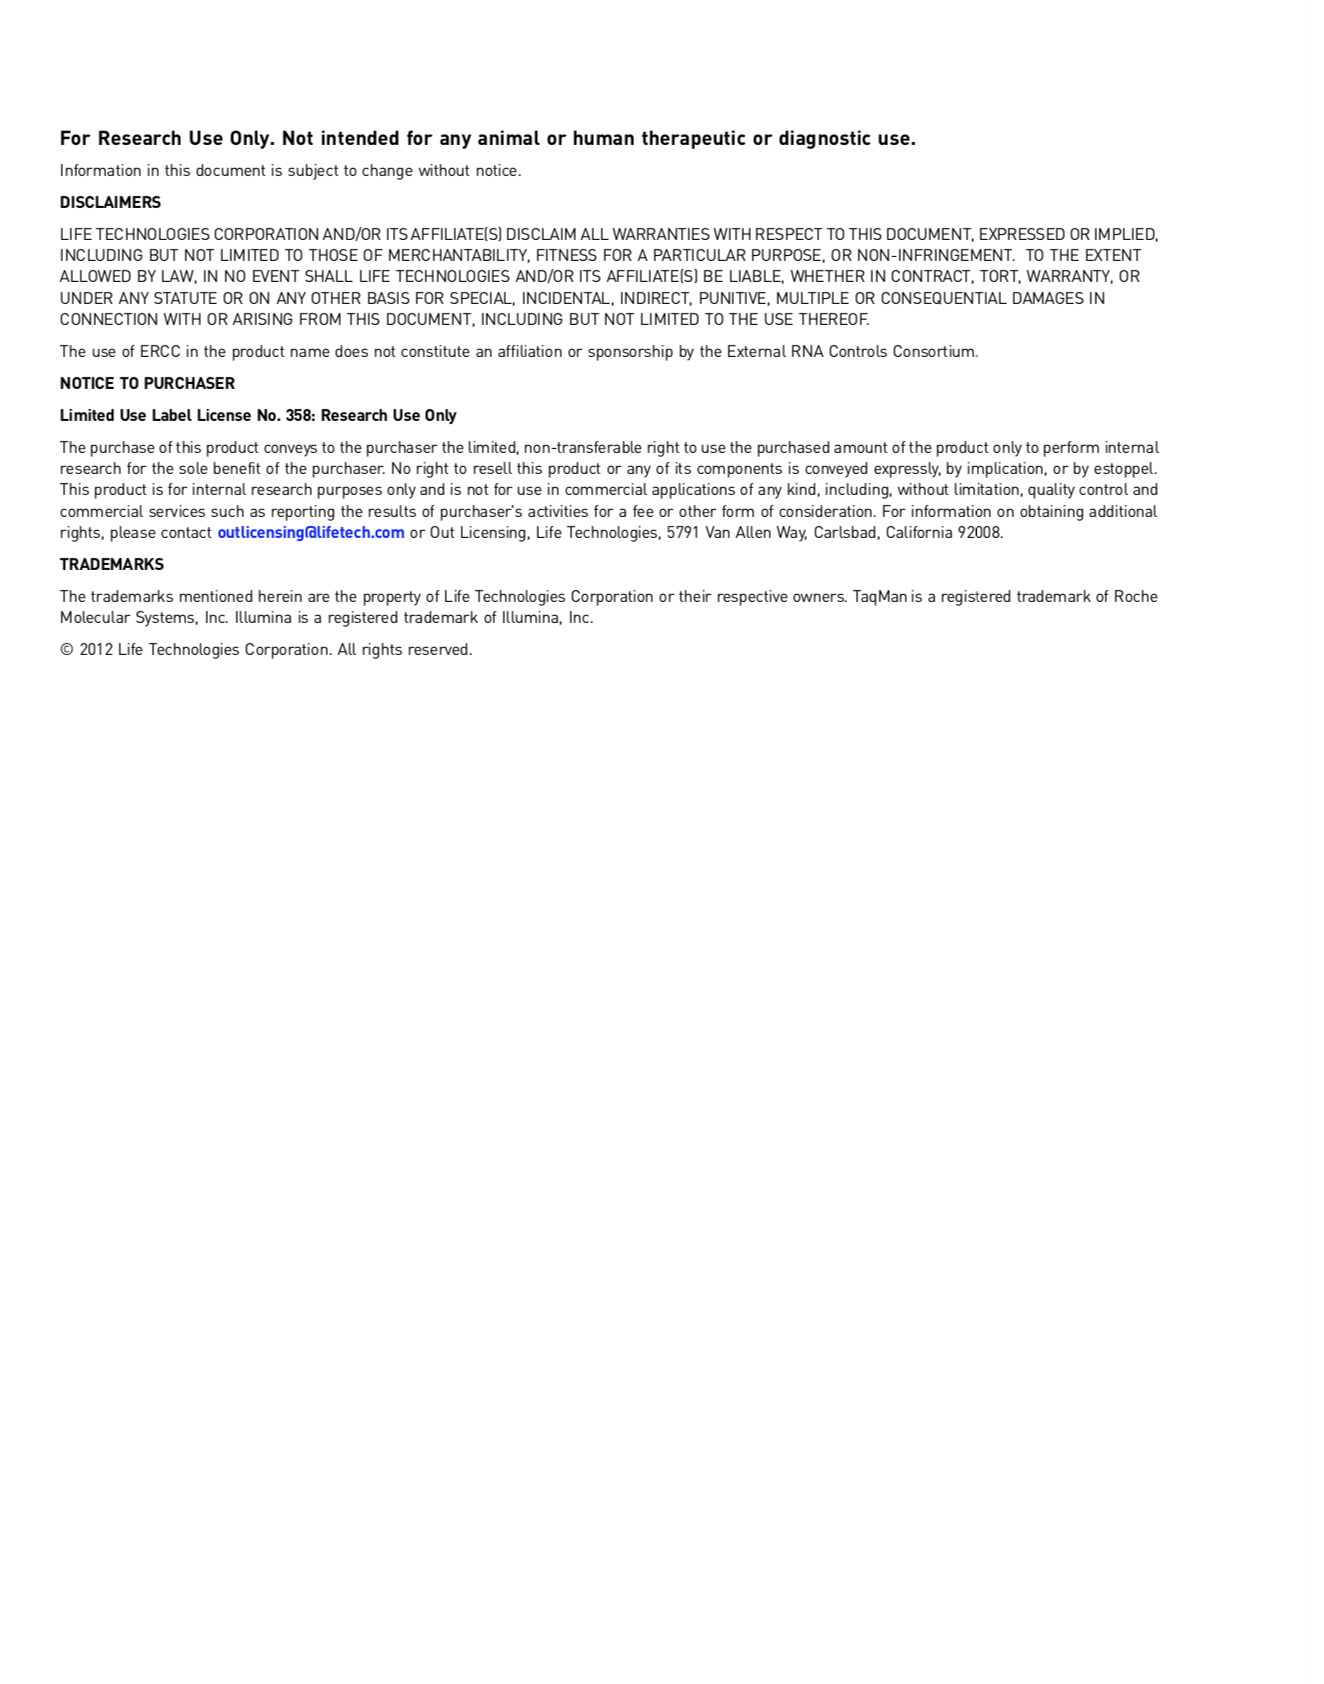 For Research Use Only. Not intended for any animal or human therapeutic or diagnostic use.
Information in this document is subject to change without notice.
DISCLAIMERS
LIFE TECHNOLOGIES CORPORATION AND/OR ITS AFFILIATE(S) DISCLAIM ALL WARRANTIES WITH RESPECT TO THIS DOCUMENT, EXPRESSED OR IMPLIED,
INCLUDING BUT NOT LIMITED TO THOSE OF MERCHANTABILITY, FITNESS FOR A PARTICULAR PURPOSE, OR NON-INFRINGEMENT. TO THE EXTENT
ALLOWED BY LAW, IN NO EVENT SHALL LIFE TECHNOLOGIES AND/OR ITS AFFILIATE(S) BE LIABLE, WHETHER IN CONTRACT, TORT, WARRANTY, OR
UNDER ANY STATUTE OR ON ANY OTHER BASIS FOR SPECIAL, INCIDENTAL, INDIRECT, PUNITIVE, MULTIPLE OR CONSEQUENTIAL DAMAGES IN
CONNECTION WITH OR ARISING FROM THIS DOCUMENT, INCLUDING BUT NOT LIMITED TO THE USE THEREOF.
The use of ERCC in the product name does not constitute an affiliation or sponsorship by the External RNA Controls Consortium.
NOTICE TO PURCHASER
Limited Use Label License No. 358: Research Use Only
The purchase of this product conveys to the purchaser the limited, non-transferable right to use the purchased amount of the product only to perform internal
research for the sole benefit of the purchaser. No right to resell this product or any of its components is conveyed expressly, by implication, or by estoppel.
This product is for internal research purposes only and is not for use in commercial applications of any kind, including, without limitation, quality control and
commercial services such as reporting the results of purchaser's activities for a fee or other form of consideration. For information on obtaining additional
rights, please contact outlicensing@lifetech.com or Out Licensing, Life Technologies, 5791 Van Allen Way, Carlsbad, California 92008.
TRADEMARKS
The trademarks mentioned herein are the property of Life Technologies Corporation or their respective owners. TaqMan is a registered trademark of Roche
Molecular Systems, Inc. Illumina is a registered trademark of Illumina, Inc.
© 2012 Life Technologies Corporation. All rights reserved.